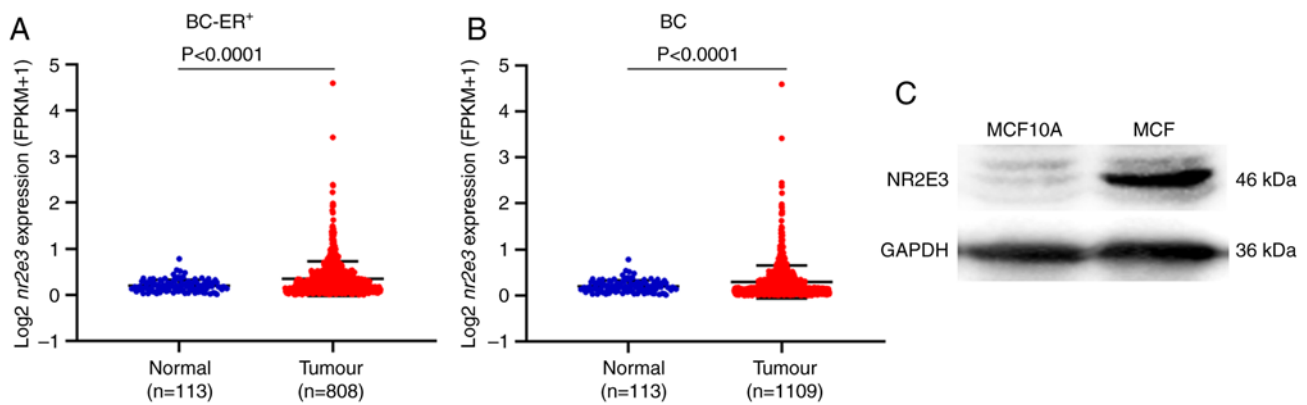 A
BC-ER⁺
P<0.0001
Log2 nr2e3 expression (FPKM+1)
5
4
3
2
1
0
–1
Normal
(n=113)
Tumour
(n=808)
B
BC
P<0.0001
Log2 nr2e3 expression (FPKM+1)
5
4
3
2
1
0
–1
Normal
(n=113)
Tumour
(n=1109)
C
MCF10A MCF
NR2E3 46 kDa
GAPDH 36 kDa